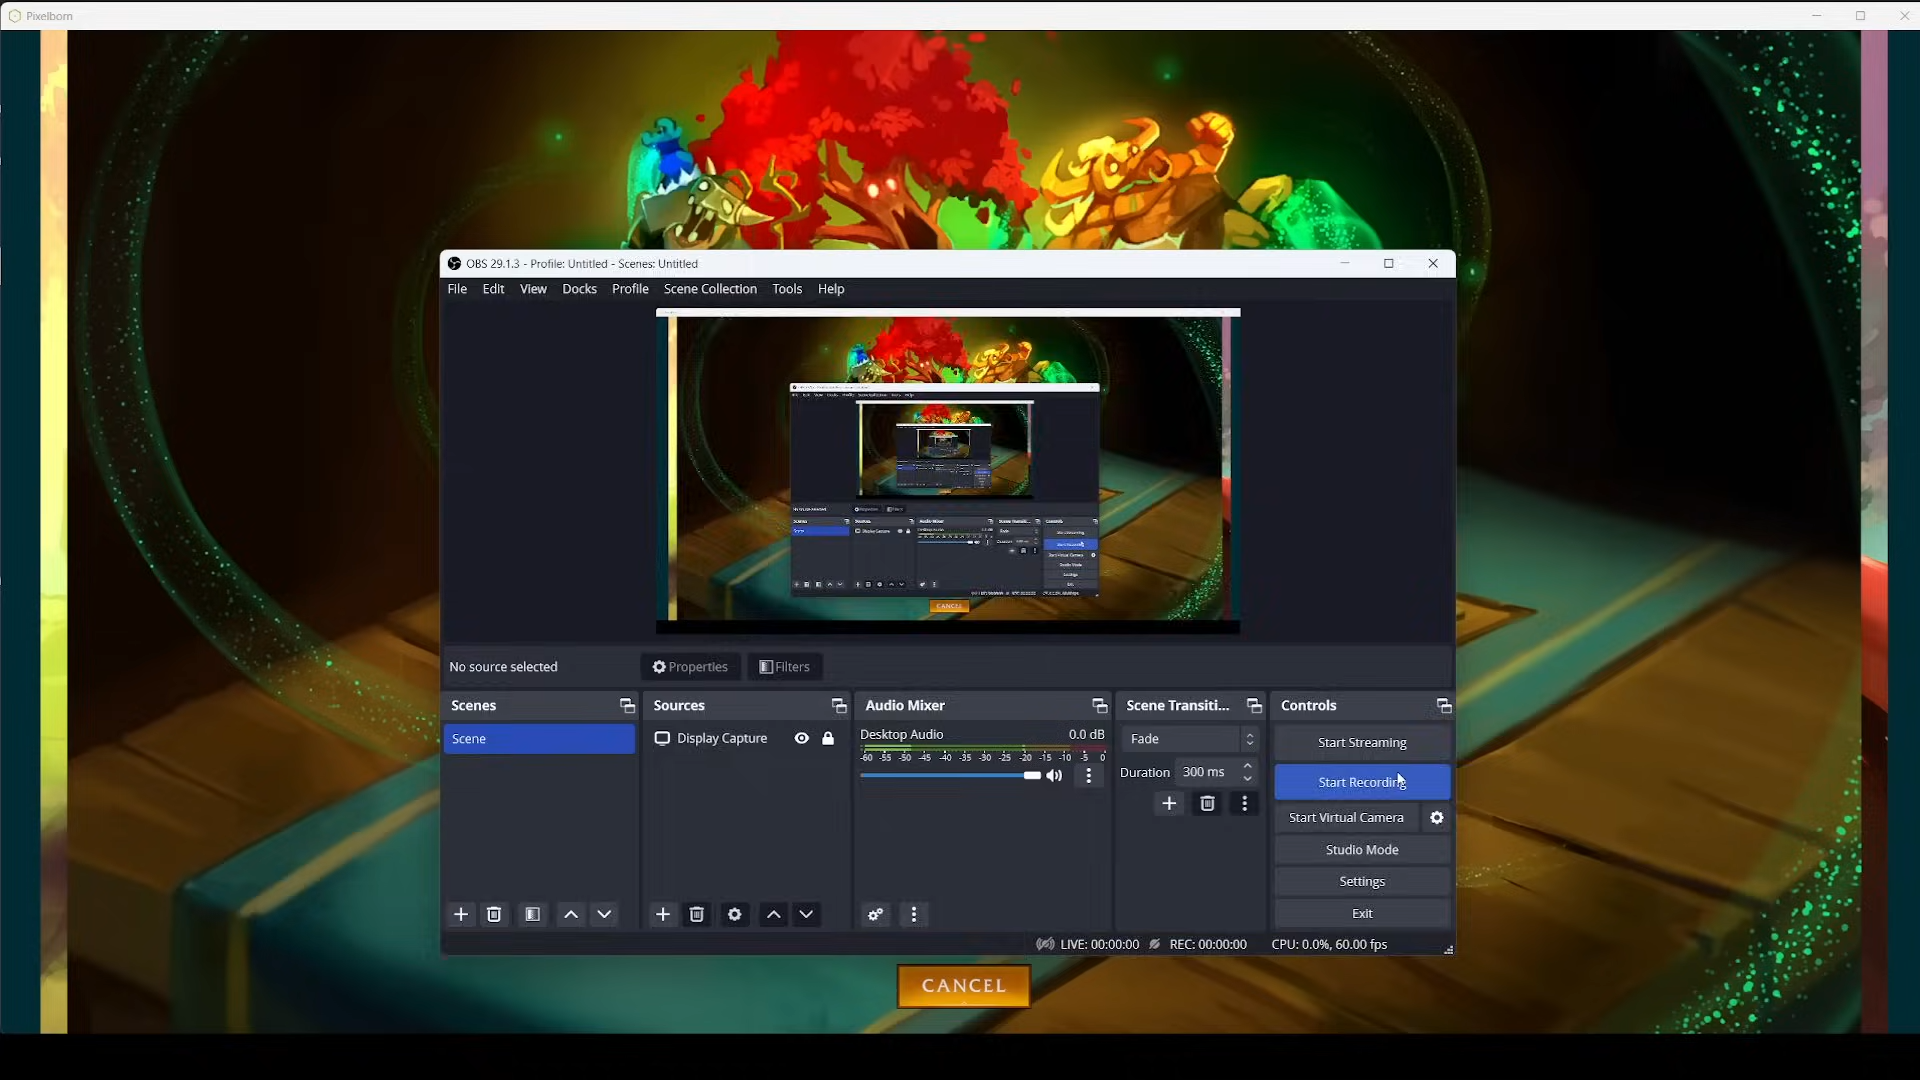 Pixelborn
OBS 29.1.3 - Profile: Untitled - Scenes: Untitled
File Edit View Docks Profile Scene Collection Tools Help
CANCEL
No source selected
Properties
Filters
Scenes
Sources
Audio Mixer
Scene Transiti...
Controls
Scene
Display Capture
Desktop Audio 0.0 dB
-60 -55 -50 -45 -40 -35 -30 -25 -20 -15 -10 -5 0
Fade
Duration 300 ms
Start Streaming
Start Recording
Start Virtual Camera
Studio Mode
Settings
Exit
LIVE: 00:00:00 REC: 00:00:00 CPU: 0.0%, 60.00 fps
CANCEL